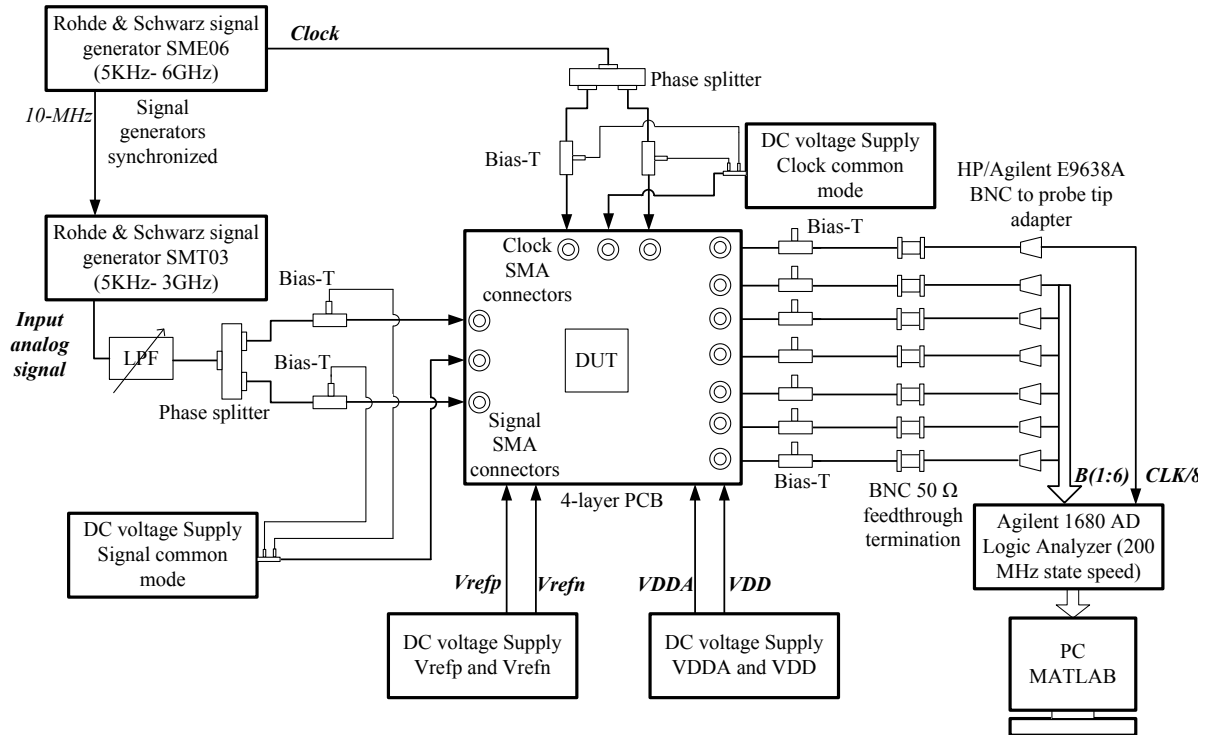 Rohde & Schwarz signal
generator SME06
(5KHz- 6GHz)
Clock
Phase splitter
10-MHz
Signal
generators
synchronized
Bias-T
DC voltage Supply
Clock common
mode
HP/Agilent E9638A
BNC to probe tip
adapter
Rohde & Schwarz signal
generator SMT03
(5KHz- 3GHz)
Bias-T
Clock
SMA
connectors
Bias-T
Input
analog
signal
LPF
Bias-T
Phase splitter
DUT
Signal
SMA
connectors
4-layer PCB
Bias-T
BNC 50 Ω
feedthrough
termination
B(1:6)
CLK/8
DC voltage Supply
Signal common
mode
Agilent 1680 AD
Logic Analyzer (200
MHz state speed)
Vrefp
Vrefn
VDDA
VDD
DC voltage Supply
Vrefp and Vrefn
DC voltage Supply
VDDA and VDD
PC
MATLAB